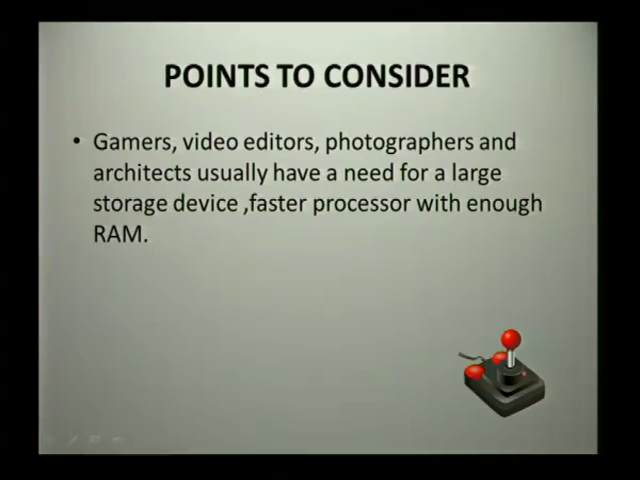 POINTS TO CONSIDER
• Gamers, video editors, photographers and
architects usually have a need for a large
storage device ,faster processor with enough
RAM.